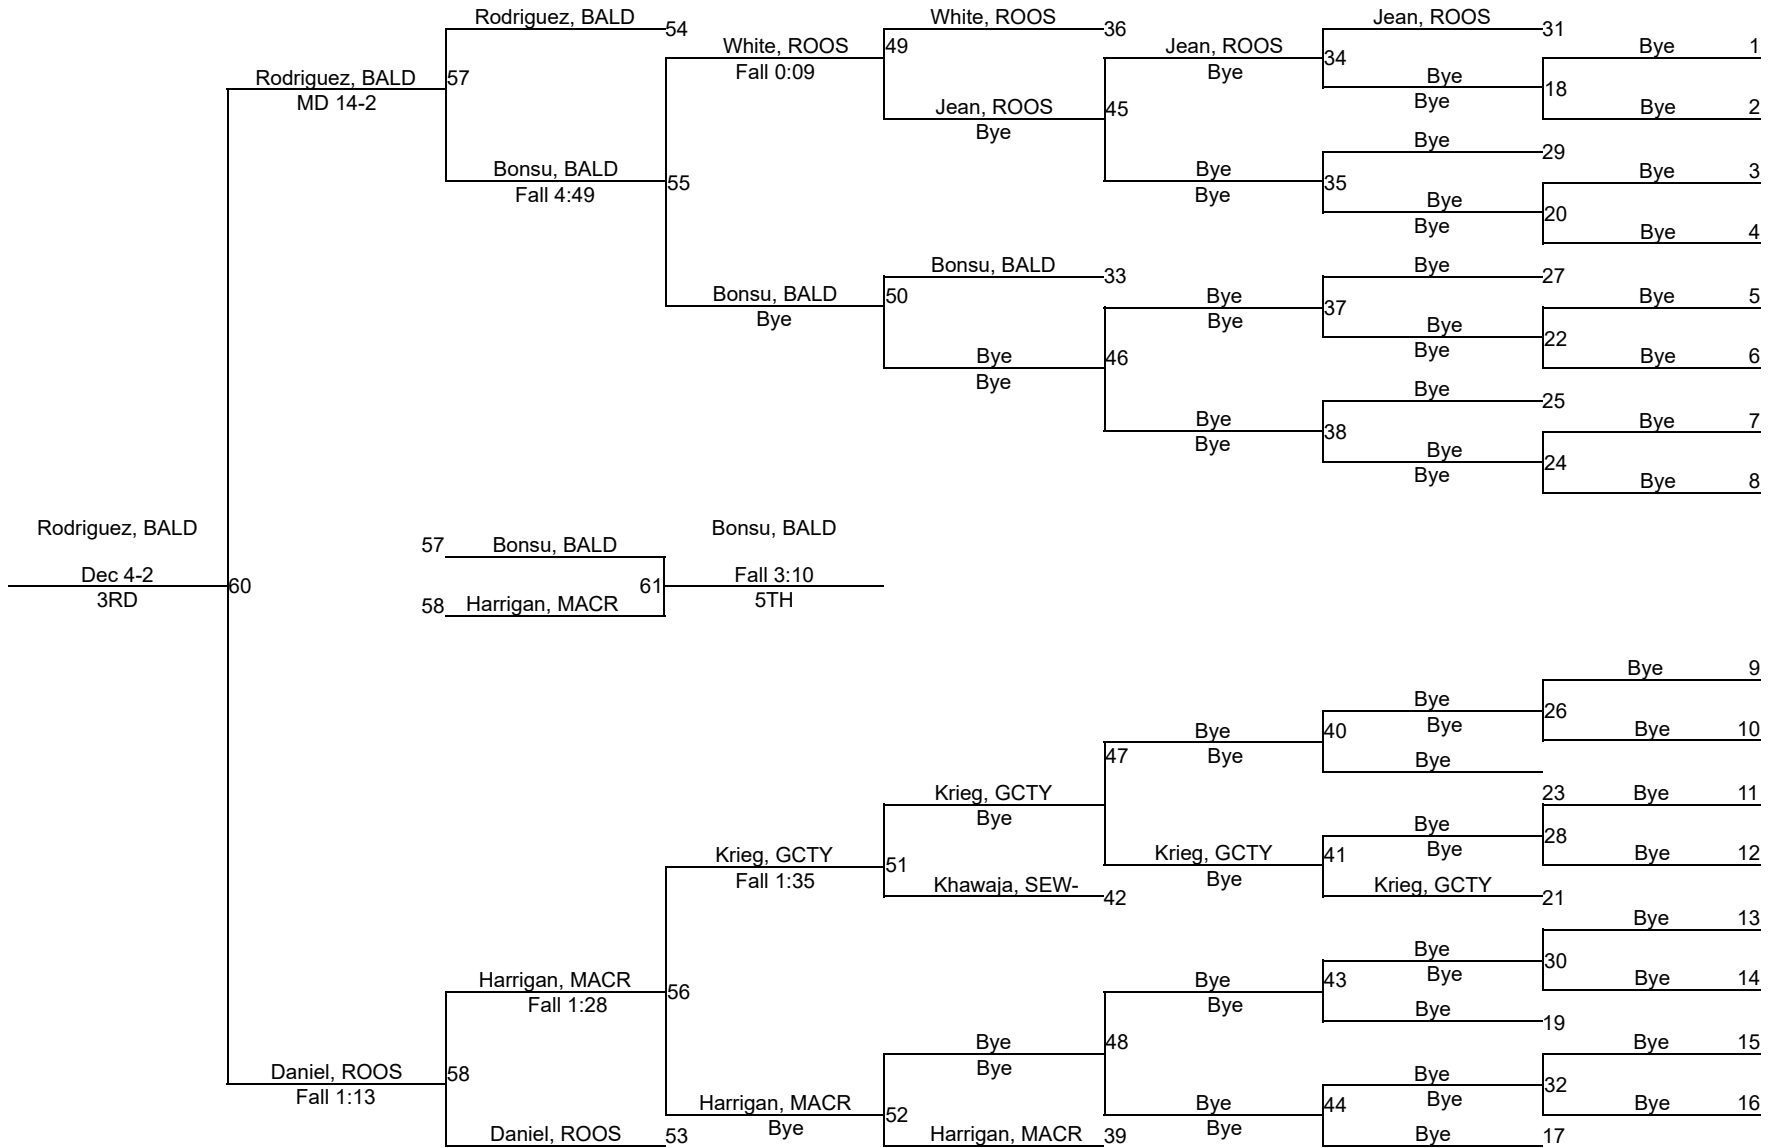 Rodriguez, BALD 54 White, ROOS 36 Jean, ROOS 31
White, ROOS 49 Jean, ROOS 34 Bye 1
Rodriguez, BALD 57 Fall 0:09 Bye Bye 18
MD 14-2 Jean, ROOS 45 Bye Bye 2
Bye
Bye 29
Bonsu, BALD 55 Bye 35 Bye 3
Fall 4:49 Bye Bye 20
Bye Bye 4
Bonsu, BALD 33 Bye 27
Bonsu, BALD 50 Bye 37 Bye 5
Bye Bye Bye 22
Bye 46 Bye Bye 6
Bye
Bye 25
Bye 38 Bye 7
Bye Bye 24
Bye Bye 8
Rodriguez, BALD Bonsu, BALD
57 Bonsu, BALD
Dec 4-2 60 61 Fall 3:10
3RD 58 Harrigan, MACR 5TH
Bye 9
Bye 26
Bye 40 Bye Bye 10
47 Bye Bye
Krieg, GCTY 23 Bye 11
Bye Bye 28
Krieg, GCTY 51 Krieg, GCTY 41 Bye Bye 12
Fall 1:35 Khawaja, SEW- 42 Bye Krieg, GCTY 21
Bye 13
Bye 30
Harrigan, MACR 56 Bye 43 Bye Bye 14
Fall 1:28 Bye Bye 19
Bye 48 Bye 15
Daniel, ROOS 58 Bye Bye 32
Fall 1:13 Harrigan, MACR 52 Bye 44 Bye Bye 16
Daniel, ROOS 53 Bye Harrigan, MACR 39 Bye Bye 17